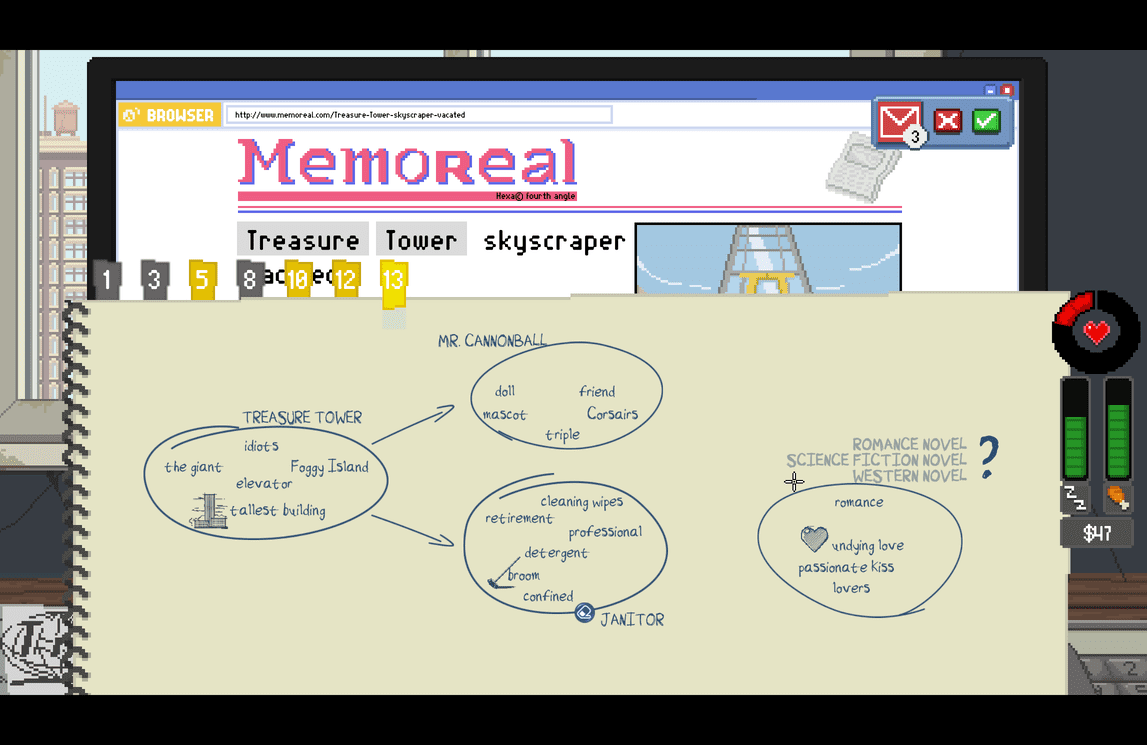 BROWSER
http://www.memoreal.com/Treasure-Tower-skyscraper-vacated
3
Memoreal
Hexa© fourth angle
Treasure Tower skyscraper
1 3 5 8 10 12 13
MR. CANNONBALL
doll friend
mascot Corsairs
triple
TREASURE TOWER
idiots
the giant Foggy Island
elevator
tallest building
cleaning wipes
retirement
professional
detergent
broom
confined
JANITOR
ROMANCE NOVEL
SCIENCE FICTION NOVEL
WESTERN NOVEL
?
romance
undying love
passionate kiss
lovers
zzz
$47
2